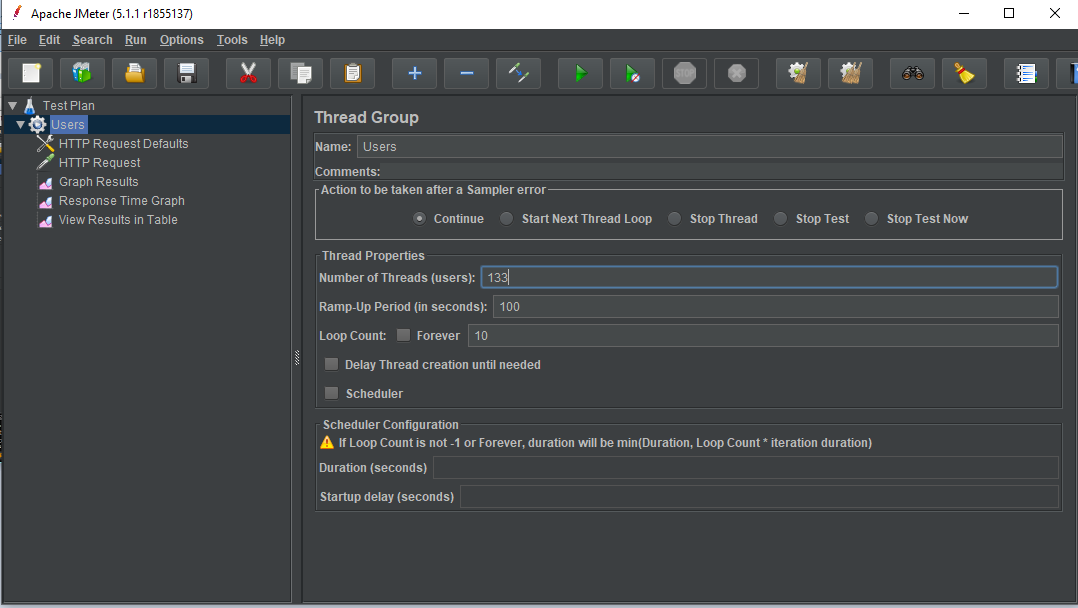 Apache JMeter (5.1.1 r1855137)
File Edit Search Run Options Tools Help
STOP
Test Plan
Users
HTTP Request Defaults
HTTP Request
Graph Results
Response Time Graph
View Results in Table
Thread Group
Name: Users
Comments:
Action to be taken after a Sampler error
Continue Start Next Thread Loop Stop Thread Stop Test Stop Test Now
Thread Properties
Number of Threads (users): 133
Ramp-Up Period (in seconds): 100
Loop Count: Forever 10
Delay Thread creation until needed
Scheduler
Scheduler Configuration
If Loop Count is not -1 or Forever, duration will be min(Duration, Loop Count * iteration duration)
Duration (seconds)
Startup delay (seconds)